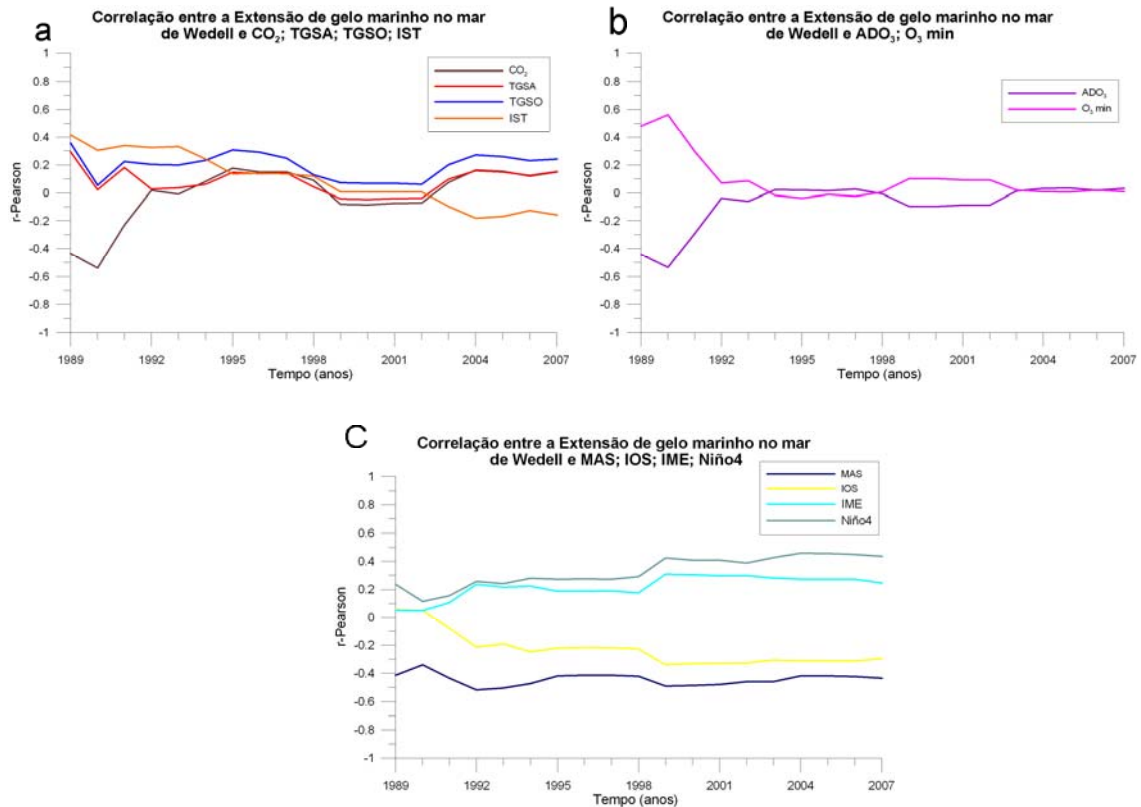 a
Correlação entre a Extensão de gelo marinho no mar
de Wedell e CO₂; TGSA; TGSO; IST
CO₂
TGSA
TGSO
IST
r-Pearson
1
0.8
0.6
0.4
0.2
0
-0.2
-0.4
-0.6
-0.8
-1
1989 1992 1995 1998 2001 2004 2007
Tempo (anos)
b
Correlação entre a Extensão de gelo marinho no mar
de Wedell e ADO₃; O₃ min
ADO₃
O₃ min
r-Pearson
1
0.8
0.6
0.4
0.2
0
-0.2
-0.4
-0.6
-0.8
-1
1989 1992 1995 1998 2001 2004 2007
Tempo (anos)
C
Correlação entre a Extensão de gelo marinho no mar
de Wedell e MAS; IOS; IME; Niño4
MAS
IOS
IME
Niño4
r-Pearson
1
0.8
0.6
0.4
0.2
0
-0.2
-0.4
-0.6
-0.8
-1
1989 1992 1995 1998 2001 2004 2007
Tempo (anos)